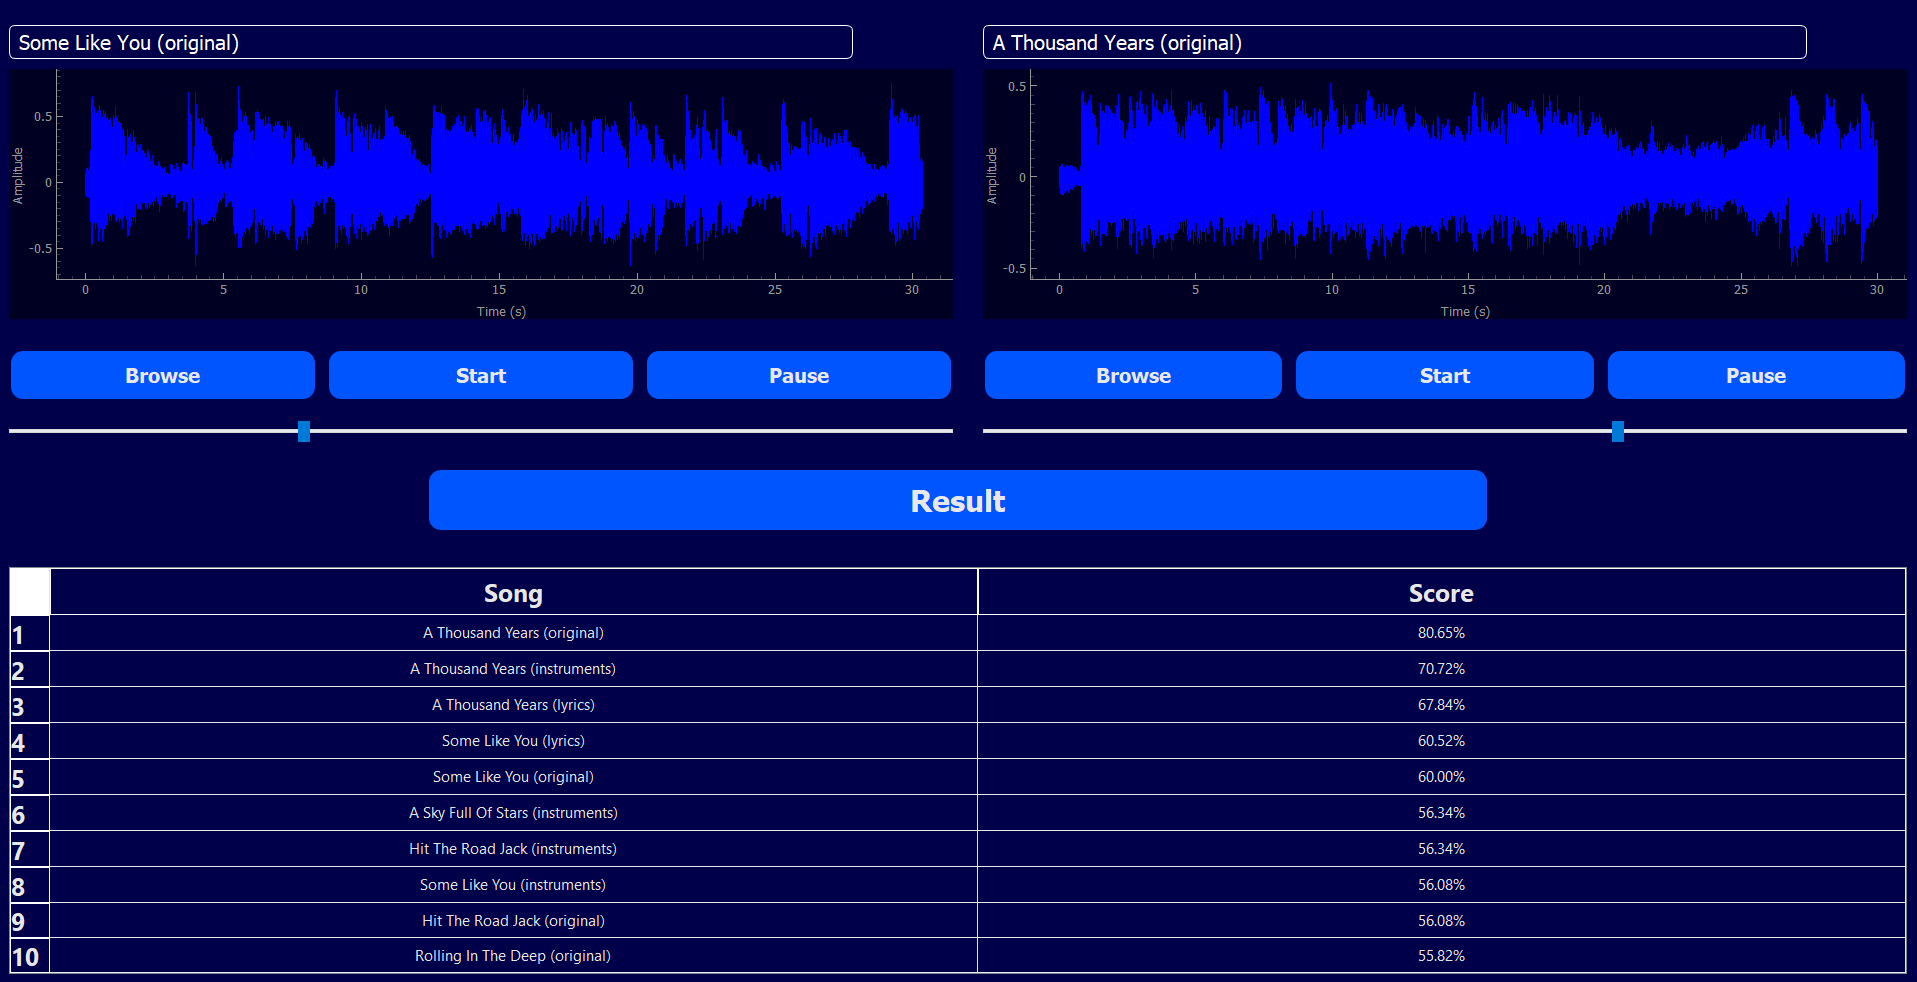 Some Like You (original)
A Thousand Years (original)
Amplitude
0.5
0
-0.5
0 5 10 15 20 25 30
Time (s)
Amplitude
0.5
0
-0.5
0 5 10 15 20 25 30
Time (s)
Browse Start Pause
Browse Start Pause
Result
Song Score
1 A Thousand Years (original) 80.65%
2 A Thousand Years (instruments) 70.72%
3 A Thousand Years (lyrics) 67.84%
4 Some Like You (lyrics) 60.52%
5 Some Like You (original) 60.00%
6 A Sky Full Of Stars (instruments) 56.34%
7 Hit The Road Jack (instruments) 56.34%
8 Some Like You (instruments) 56.08%
9 Hit The Road Jack (original) 56.08%
10 Rolling In The Deep (original) 55.82%